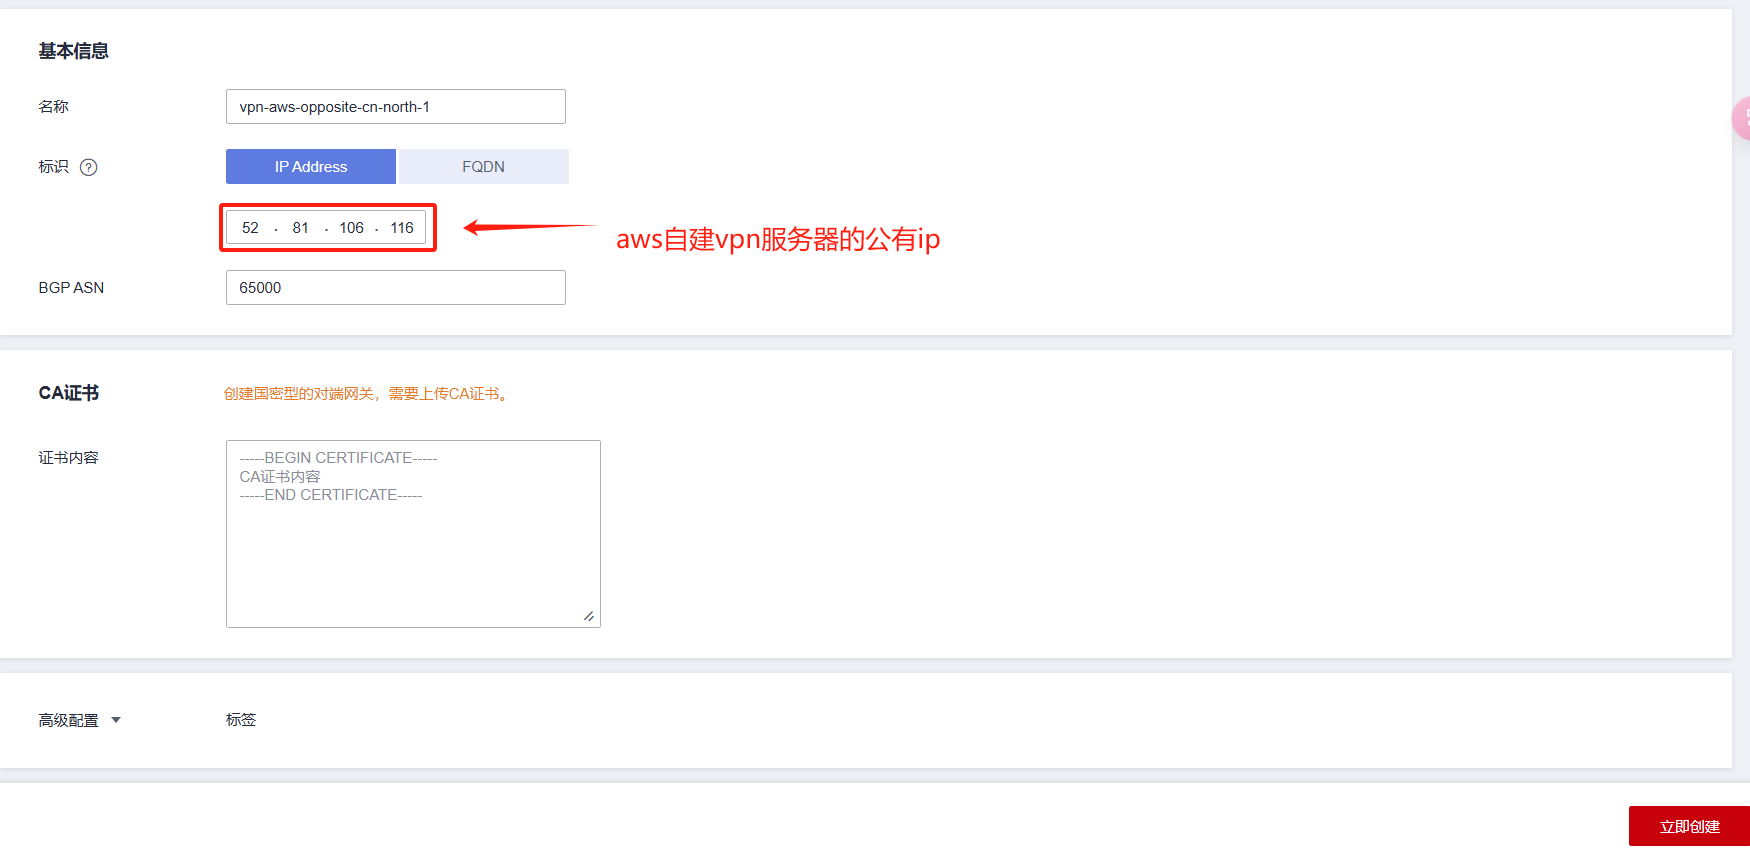 基本信息
名称
vpn-aws-opposite-cn-north-1
标识 ?
IP Address
FQDN
52 . 81 . 106 . 116
aws自建vpn服务器的公有ip
BGP ASN
65000
CA证书
创建国密型的对端网关，需要上传CA证书。
证书内容
-----BEGIN CERTIFICATE-----
CA证书内容
-----END CERTIFICATE-----
高级配置
标签
立即创建